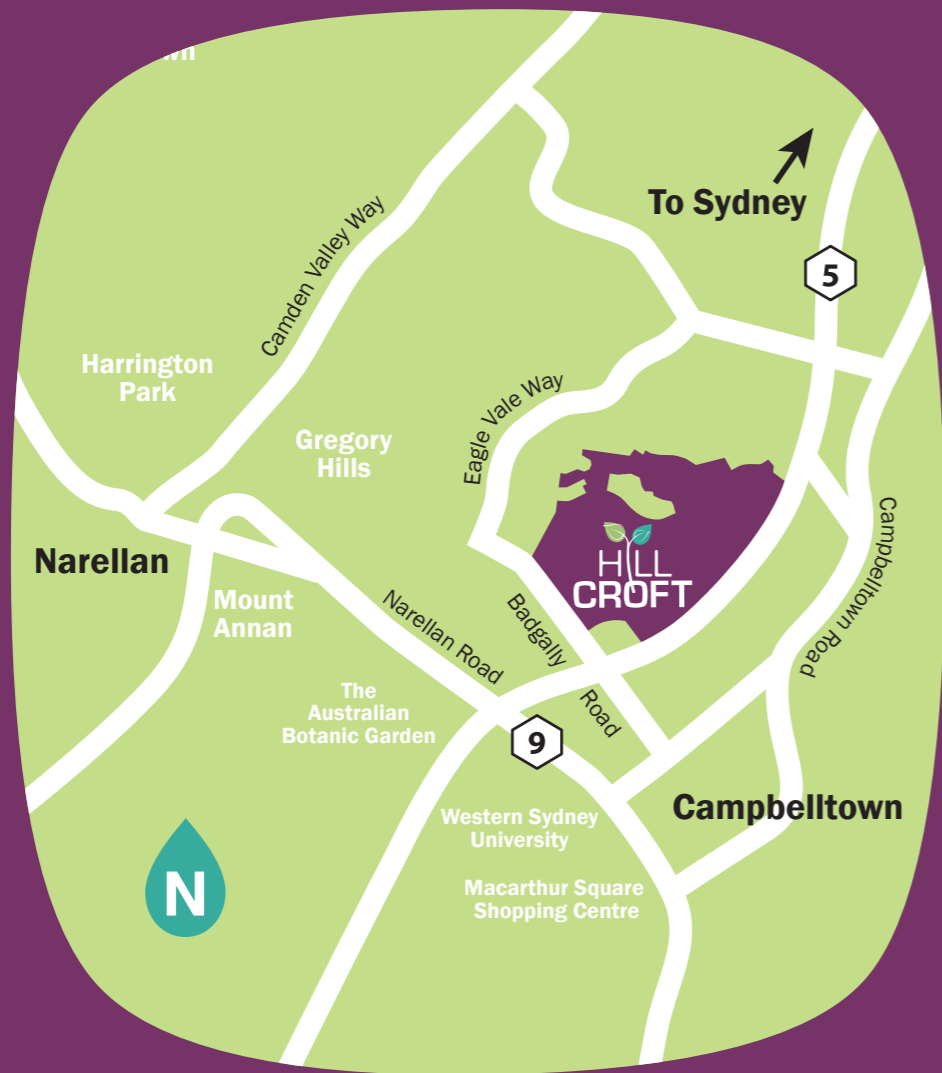 To Sydney
5
Camden Valley Way
Harrington
Park
Eagle Vale Way
Gregory
Hills
HILL
CROFT
Campbelltown Road
Narellan
Mount
Annan
Narellan Road
Badgally
Road
The
Australian
Botanic Garden
9
Campbelltown
Western Sydney
University
N
Macarthur Square
Shopping Centre